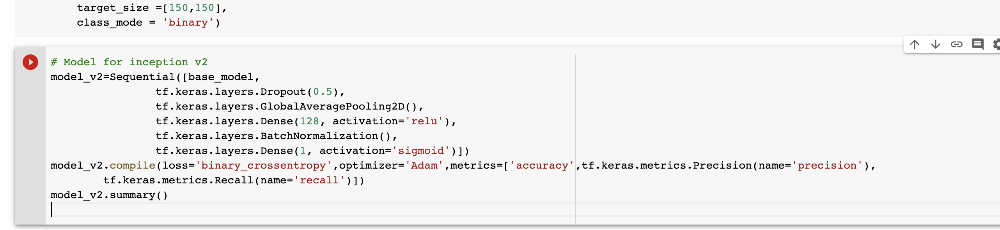 target_size =[150,150],
class_mode = 'binary')
# Model for inception v2
model_v2=Sequential([base_model,
tf.keras.layers.Dropout(0.5),
tf.keras.layers.GlobalAveragePooling2D(),
tf.keras.layers.Dense(128, activation='relu'),
tf.keras.layers.BatchNormalization(),
tf.keras.layers.Dense(1, activation='sigmoid')])
model_v2.compile(loss='binary_crossentropy',optimizer='Adam',metrics=['accuracy',tf.keras.metrics.Precision(name='precision'),
tf.keras.metrics.Recall(name='recall')])
model_v2.summary()